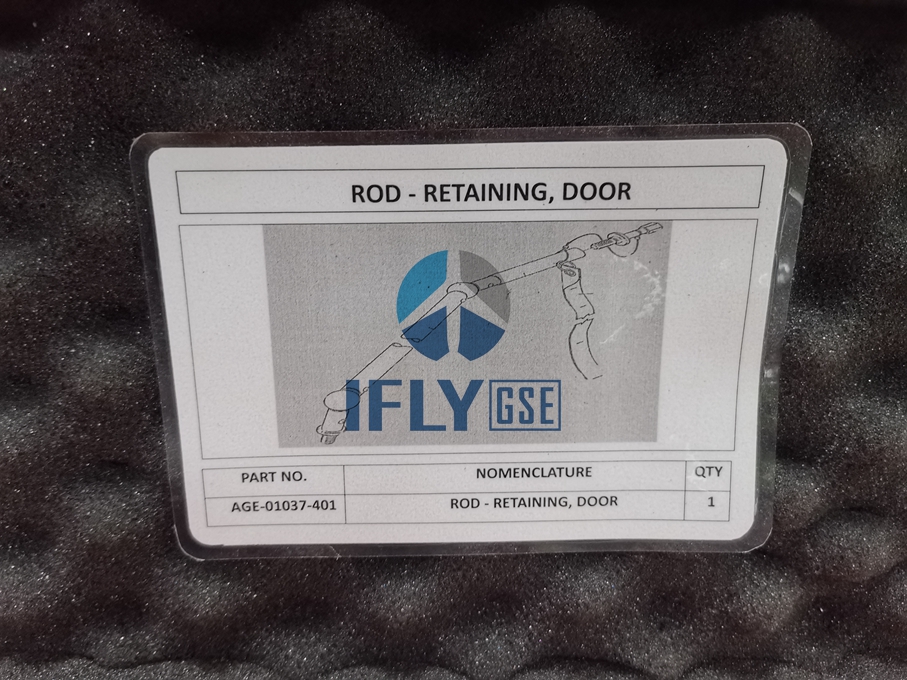 ROD - RETAINING, DOOR
IFLY GSE
PART NO. NOMENCLATURE QTY
AGE-01037-401 ROD - RETAINING, DOOR 1